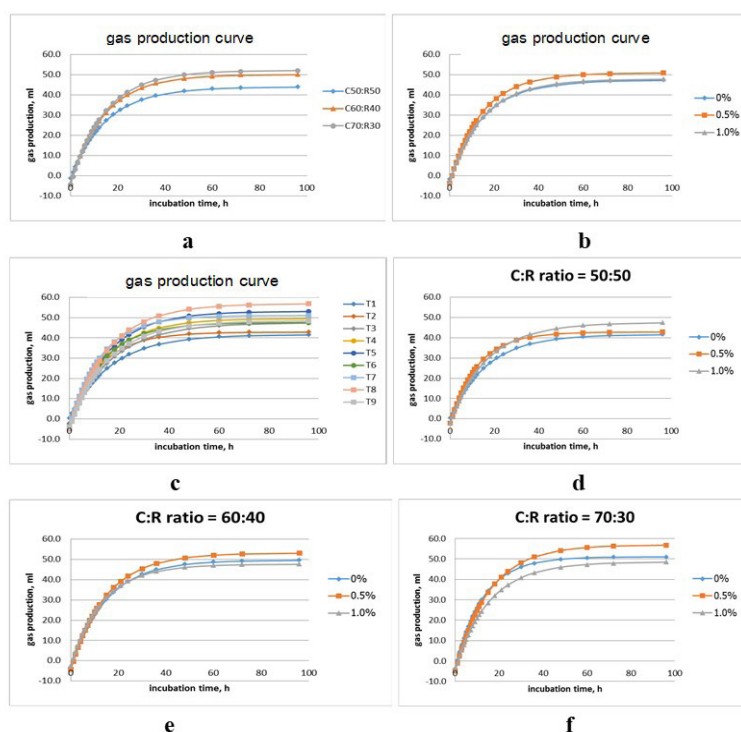 gas production curve
60.0
50.0
40.0
30.0
20.0
10.0
0.0
-10.0
gas production, ml
0
20
40
60
80
100
incubation time, h
C50:R50
C60:R40
C70:R30
a
gas production curve
60.0
50.0
40.0
30.0
20.0
10.0
0.0
-10.0
gas production, ml
0
20
40
60
80
100
incubation time, h
0%
0.5%
1.0%
b
gas production curve
60.0
50.0
40.0
30.0
20.0
10.0
0.0
-10.0
gas production, ml
0
20
40
60
80
100
incubation time, h
T1
T2
T3
T4
T5
T6
T7
T8
T9
c
C:R ratio = 50:50
60.0
50.0
40.0
30.0
20.0
10.0
0.0
-10.0
gas production, ml
0
20
40
60
80
100
incubation time, h
0%
0.5%
1.0%
d
C:R ratio = 60:40
60.0
50.0
40.0
30.0
20.0
10.0
0.0
-10.0
gas production, ml
0
20
40
60
80
100
incubation time, h
0%
0.5%
1.0%
e
C:R ratio = 70:30
60.0
50.0
40.0
30.0
20.0
10.0
0.0
-10.0
gas production, ml
0
20
40
60
80
100
incubation time, h
0%
0.5%
1.0%
f